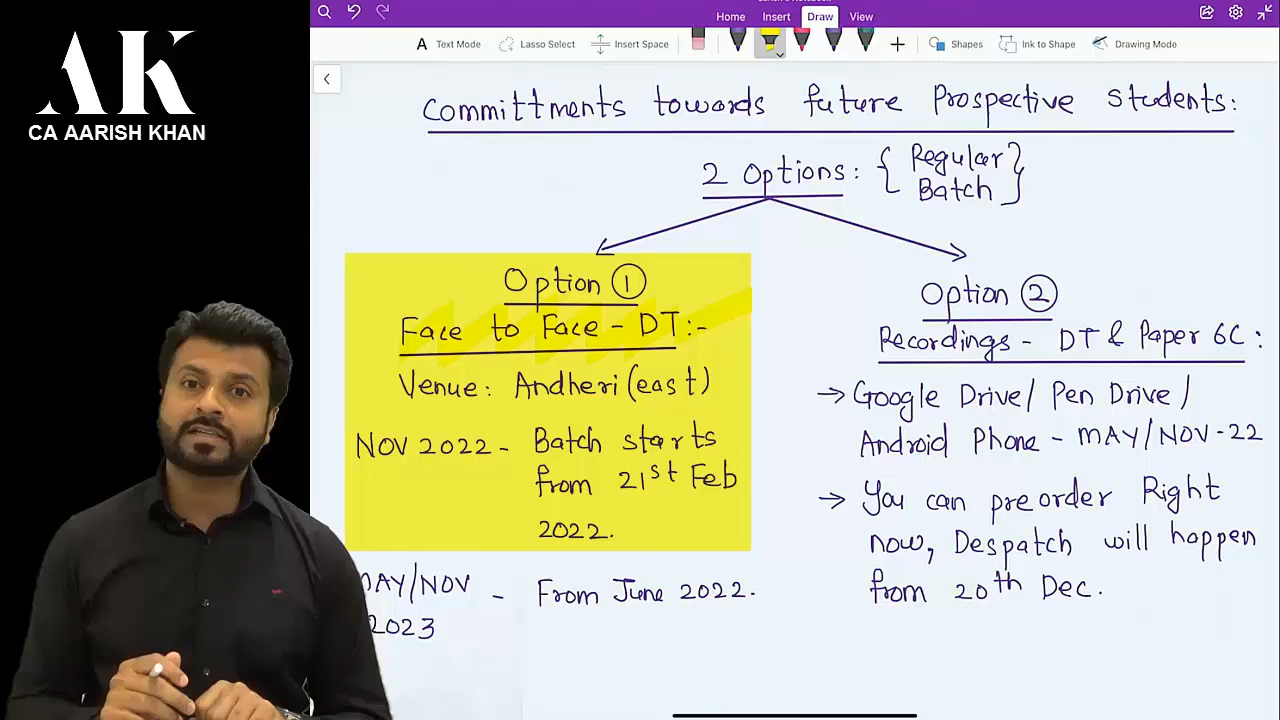 AK
CA AARISH KHAN
Home Insert Draw View
Text Mode Lasso Select Insert Space Shapes Ink to Shape Drawing Mode
Committments towards future Prospective Students:
2 Options: { Regular Batch }
Option 1
Face to Face - DT:-
Venue: Andheri (east)
NOV 2022 - Batch starts
from 21st Feb
2022.
MAY/NOV - From June 2022.
2023
Option 2
Recordings - DT & Paper 6C:
→ Google Drive/ Pen Drive/
Android Phone - MAY/NOV-22
→ You can preorder Right
now, Despatch will happen
from 20th Dec.